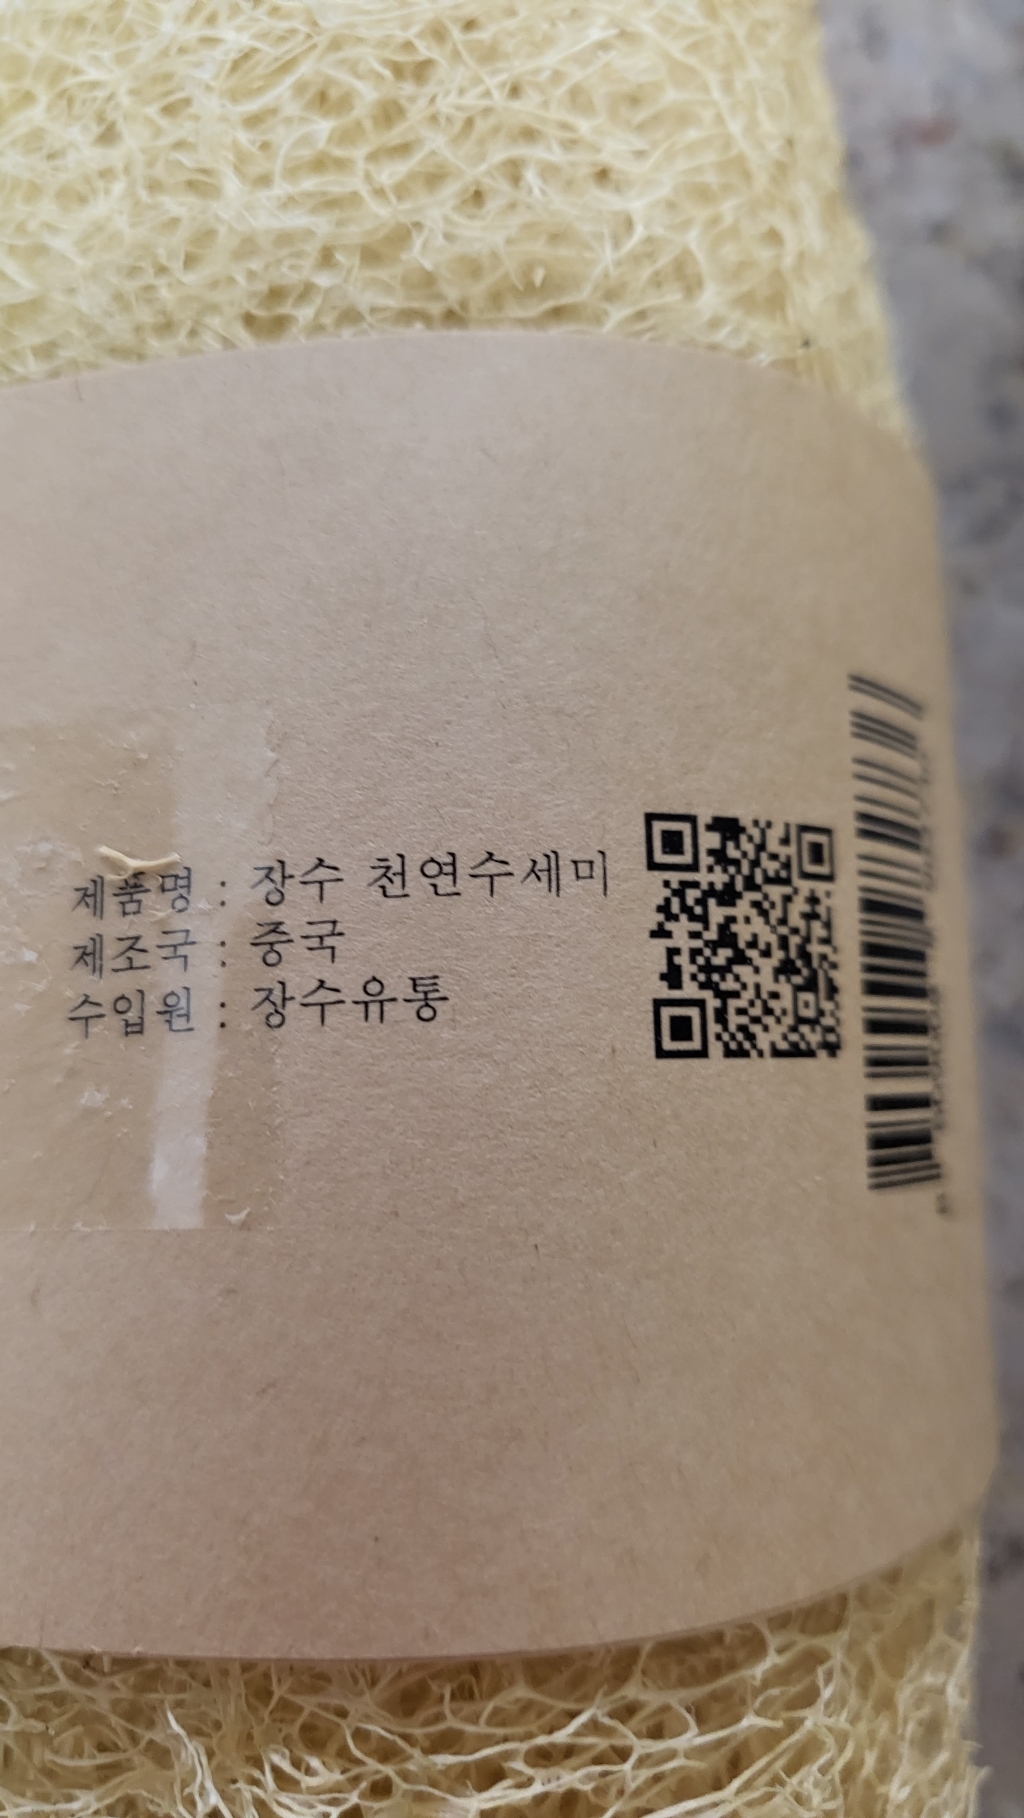 제품명 : 장수 천연수세미
제조국 : 중국
수입원 : 장수유통